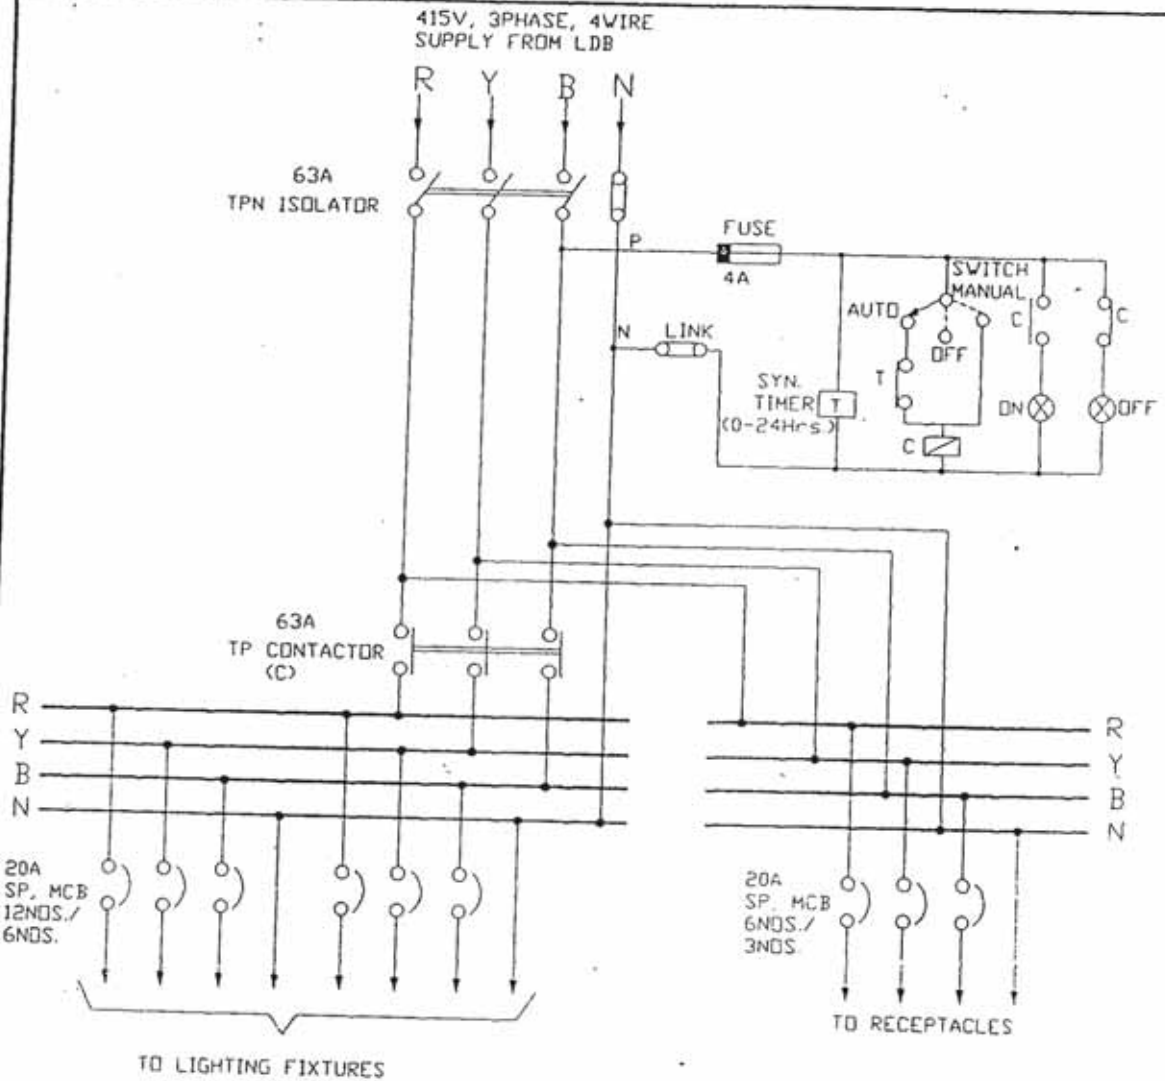 415V, 3PHASE, 4WIRE
SUPPLY FROM LDB
R Y B N
63A
TPN ISOLATOR
P
FUSE
4A
SWITCH
MANUAL
AUTO
OFF
C
C
N
LINK
T
SYN.
TIMER
(0-24Hrs.)
T
C
ON
OFF
63A
TP CONTACTOR
(C)
R
Y
B
N
R
Y
B
N
20A
SP, MCB
12NOS./
6NOS.
20A
SP. MCB
6NOS./
3NOS.
TO LIGHTING FIXTURES
TO RECEPTACLES